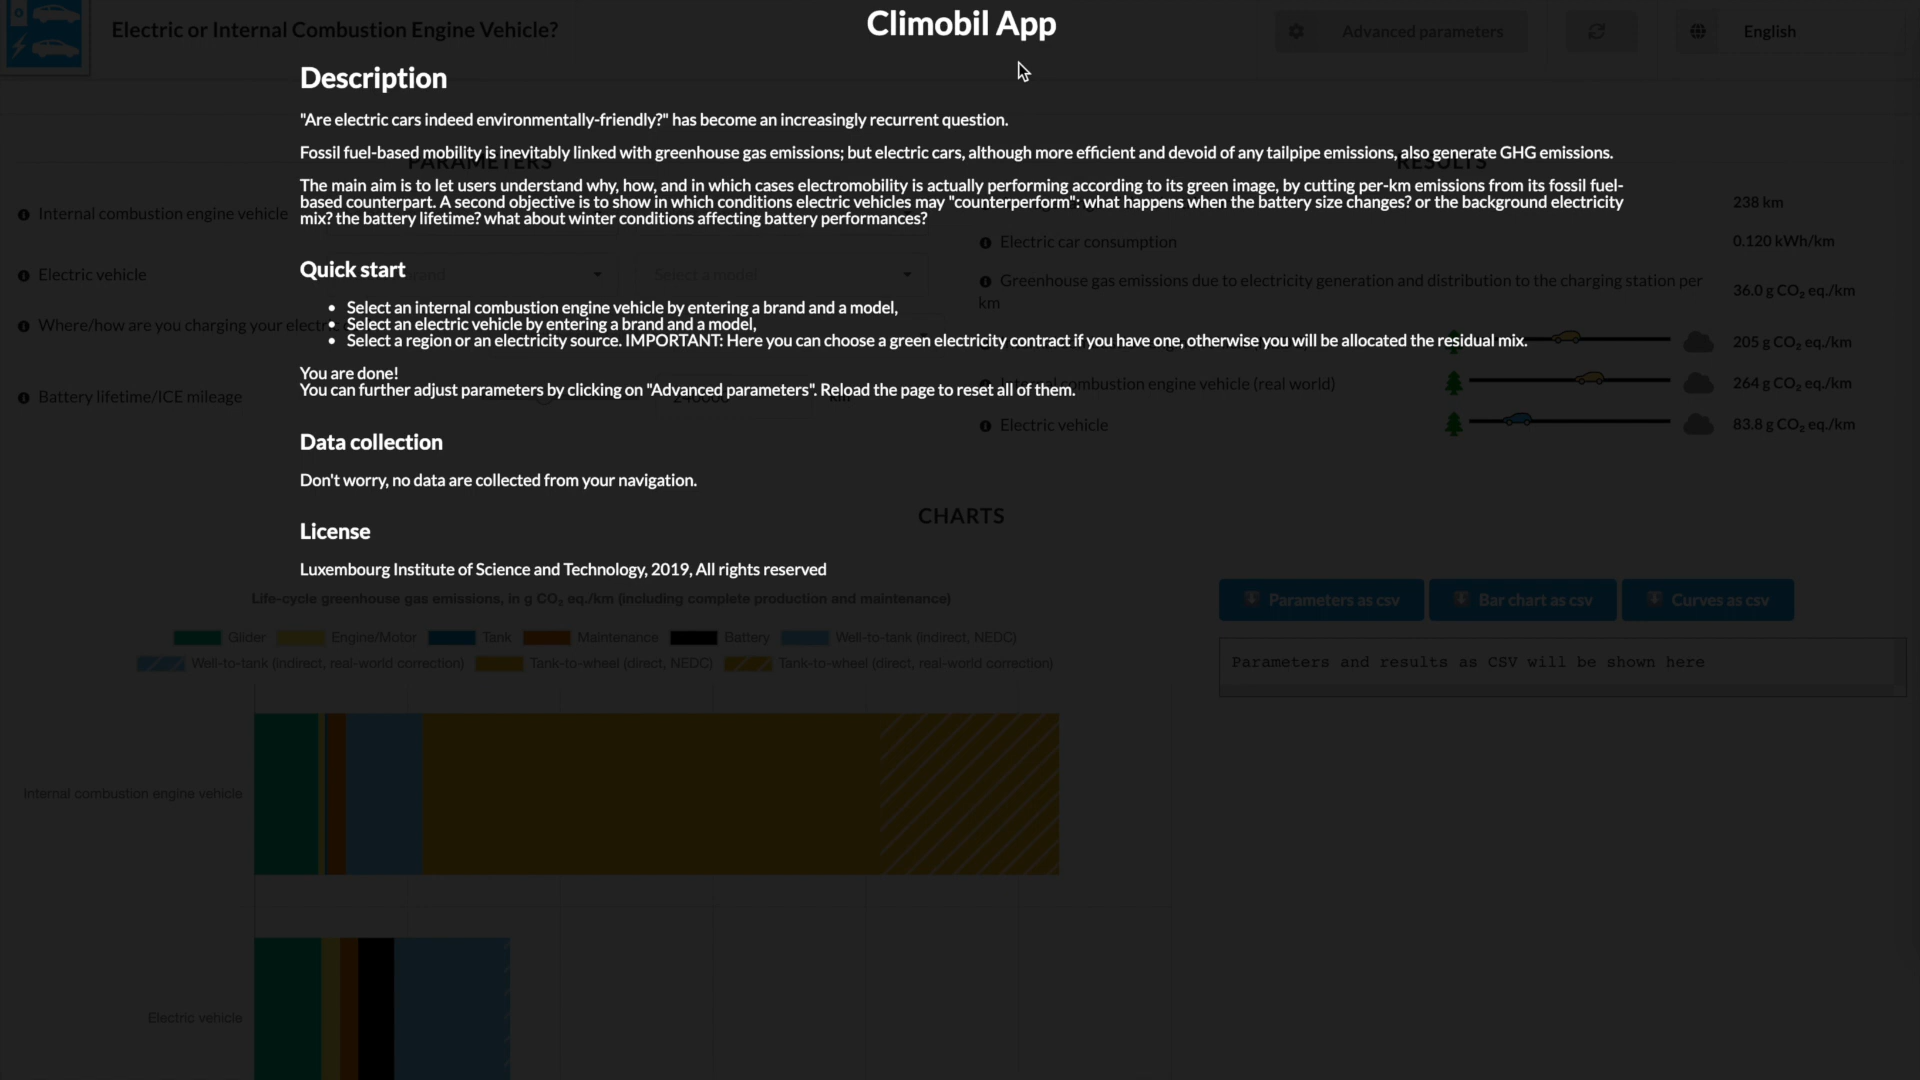 Climobil App
Electric or Internal Combustion Engine Vehicle?
Advanced parameters
English
Description
"Are electric cars indeed environmentally-friendly?" has become an increasingly recurrent question.
Fossil fuel-based mobility is inevitably linked with greenhouse gas emissions; but electric cars, although more efficient and devoid of any tailpipe emissions, also generate GHG emissions.
PARAMETERS
RESULTS
The main aim is to let users understand why, how, and in which cases electromobility is actually performing according to its green image, by cutting per-km emissions from its fossil fuel-
based counterpart. A second objective is to show in which conditions electric vehicles may "counterperform": what happens when the battery size changes? or the background electricity
mix? the battery lifetime? what about winter conditions affecting battery performances?
Internal combustion engine vehicle
238 km
Electric car consumption
0.120 kWh/km
Quick start
Electric vehicle
Select a model
Greenhouse gas emissions due to electricity generation and distribution to the charging station per
km
36.0 g CO₂ eq./km
Select an internal combustion engine vehicle by entering a brand and a model,
Select an electric vehicle by entering a brand and a model,
Select a region or an electricity source. IMPORTANT: Here you can choose a green electricity contract if you have one, otherwise you will be allocated the residual mix.
Where/how are you charging your electric
205 g CO₂ eq./km
You are done!
You can further adjust parameters by clicking on "Advanced parameters". Reload the page to reset all of them.
combustion engine vehicle (real world)
264 g CO₂ eq./km
Battery lifetime/ICE mileage
km
Electric vehicle
83.8 g CO₂ eq./km
Data collection
Don't worry, no data are collected from your navigation.
CHARTS
License
Luxembourg Institute of Science and Technology, 2019, All rights reserved
Life-cycle greenhouse gas emissions, in g CO₂ eq./km (including complete production and maintenance)
Parameters as csv
Bar chart as csv
Curves as csv
Glider
Engine/Motor
Tank
Maintenance
Battery
Well-to-tank (indirect, NEDC)
Well-to-tank (indirect, real-world correction)
Tank-to-wheel (direct, NEDC)
Tank-to-wheel (direct, real-world correction)
Parameters and results as CSV will be shown here
Internal combustion engine vehicle
Electric vehicle